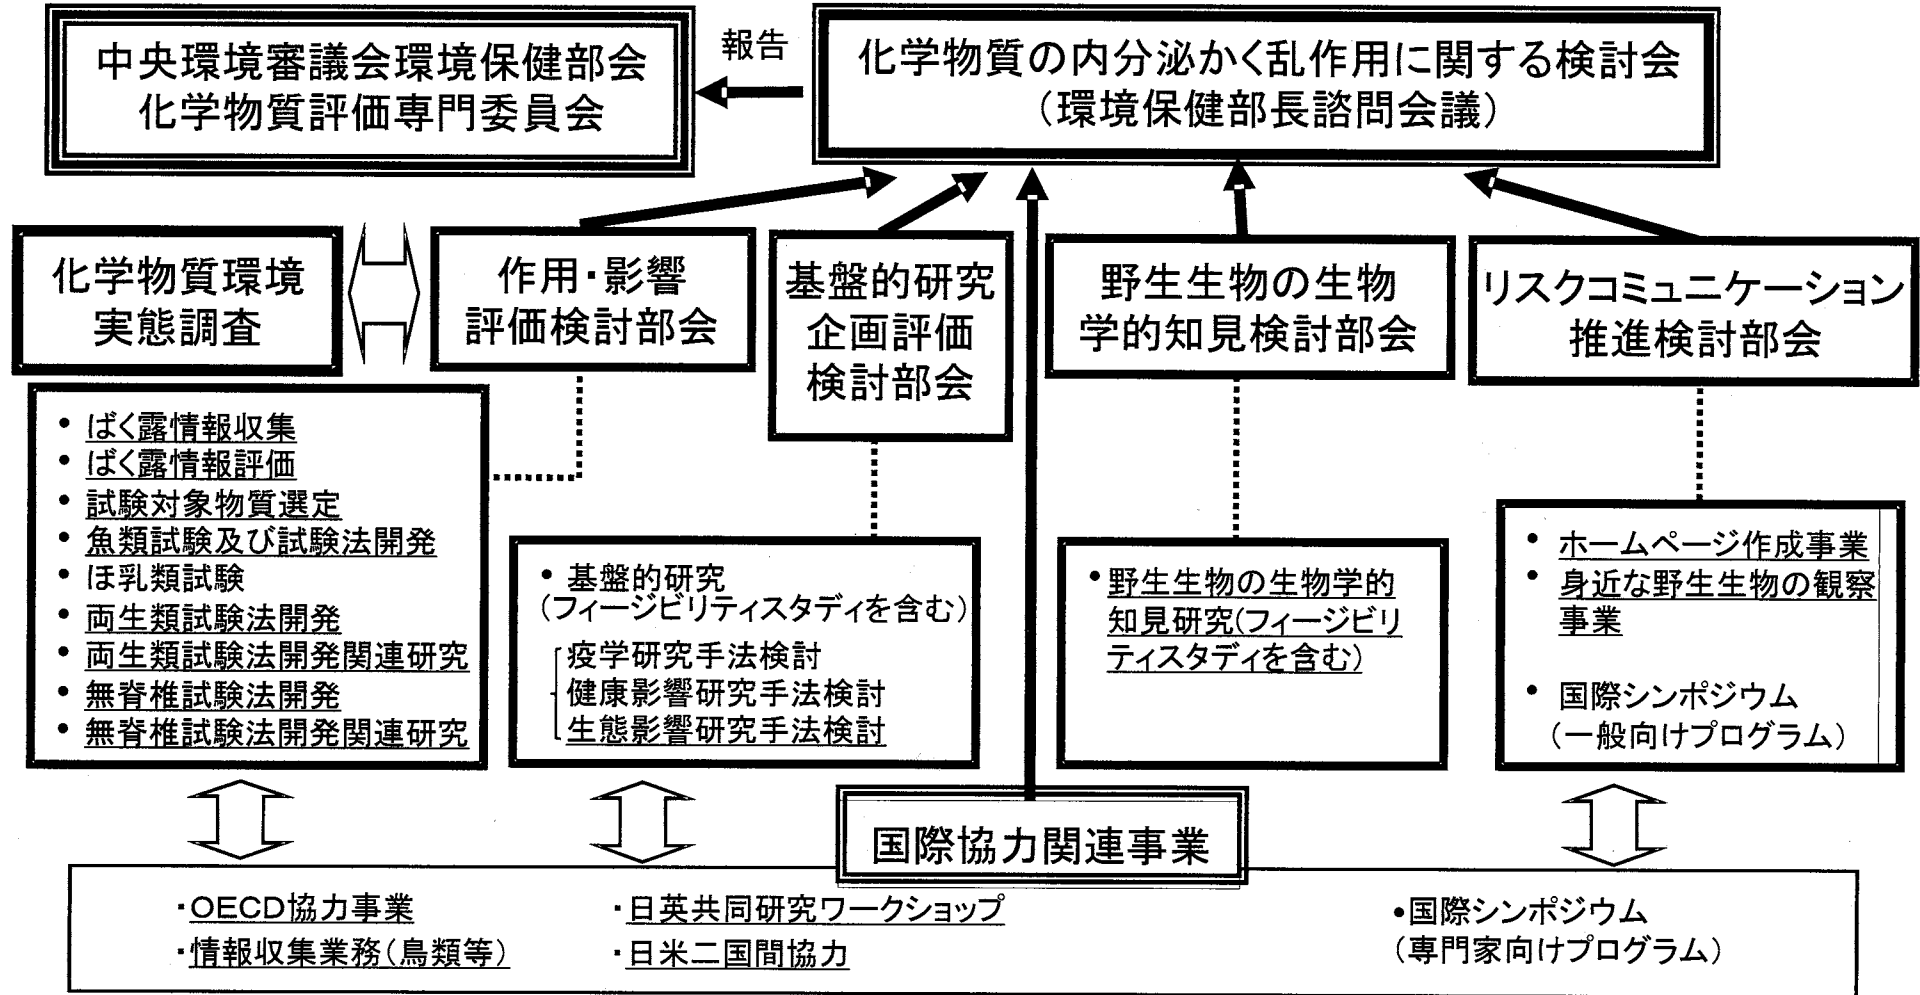 中央環境審議会環境保健部会
化学物質評価専門委員会
報告
化学物質の内分泌かく乱作用に関する検討会
（環境保健部長諮問会議）
化学物質環境
実態調査
作用・影響
評価検討部会
基盤的研究
企画評価
検討部会
野生生物の生物
学的知見検討部会
リスクコミュニケーション
推進検討部会
• ばく露情報収集
• ばく露情報評価
• 試験対象物質選定
• 魚類試験及び試験法開発
• ほ乳類試験
• 両生類試験法開発
• 両生類試験法開発関連研究
• 無脊椎試験法開発
• 無脊椎試験法開発関連研究
• 基盤的研究
（フィージビリティスタディを含む）
疫学研究手法検討
健康影響研究手法検討
生態影響研究手法検討
• 野生生物の生物学的
知見研究(フィージビリ
ティスタディを含む)
• ホームページ作成事業
• 身近な野生生物の観察
事業
• 国際シンポジウム
（一般向けプログラム）
国際協力関連事業
・OECD協力事業
・情報収集業務（鳥類等）
・日英共同研究ワークショップ
・日米二国間協力
•国際シンポジウム
（専門家向けプログラム）